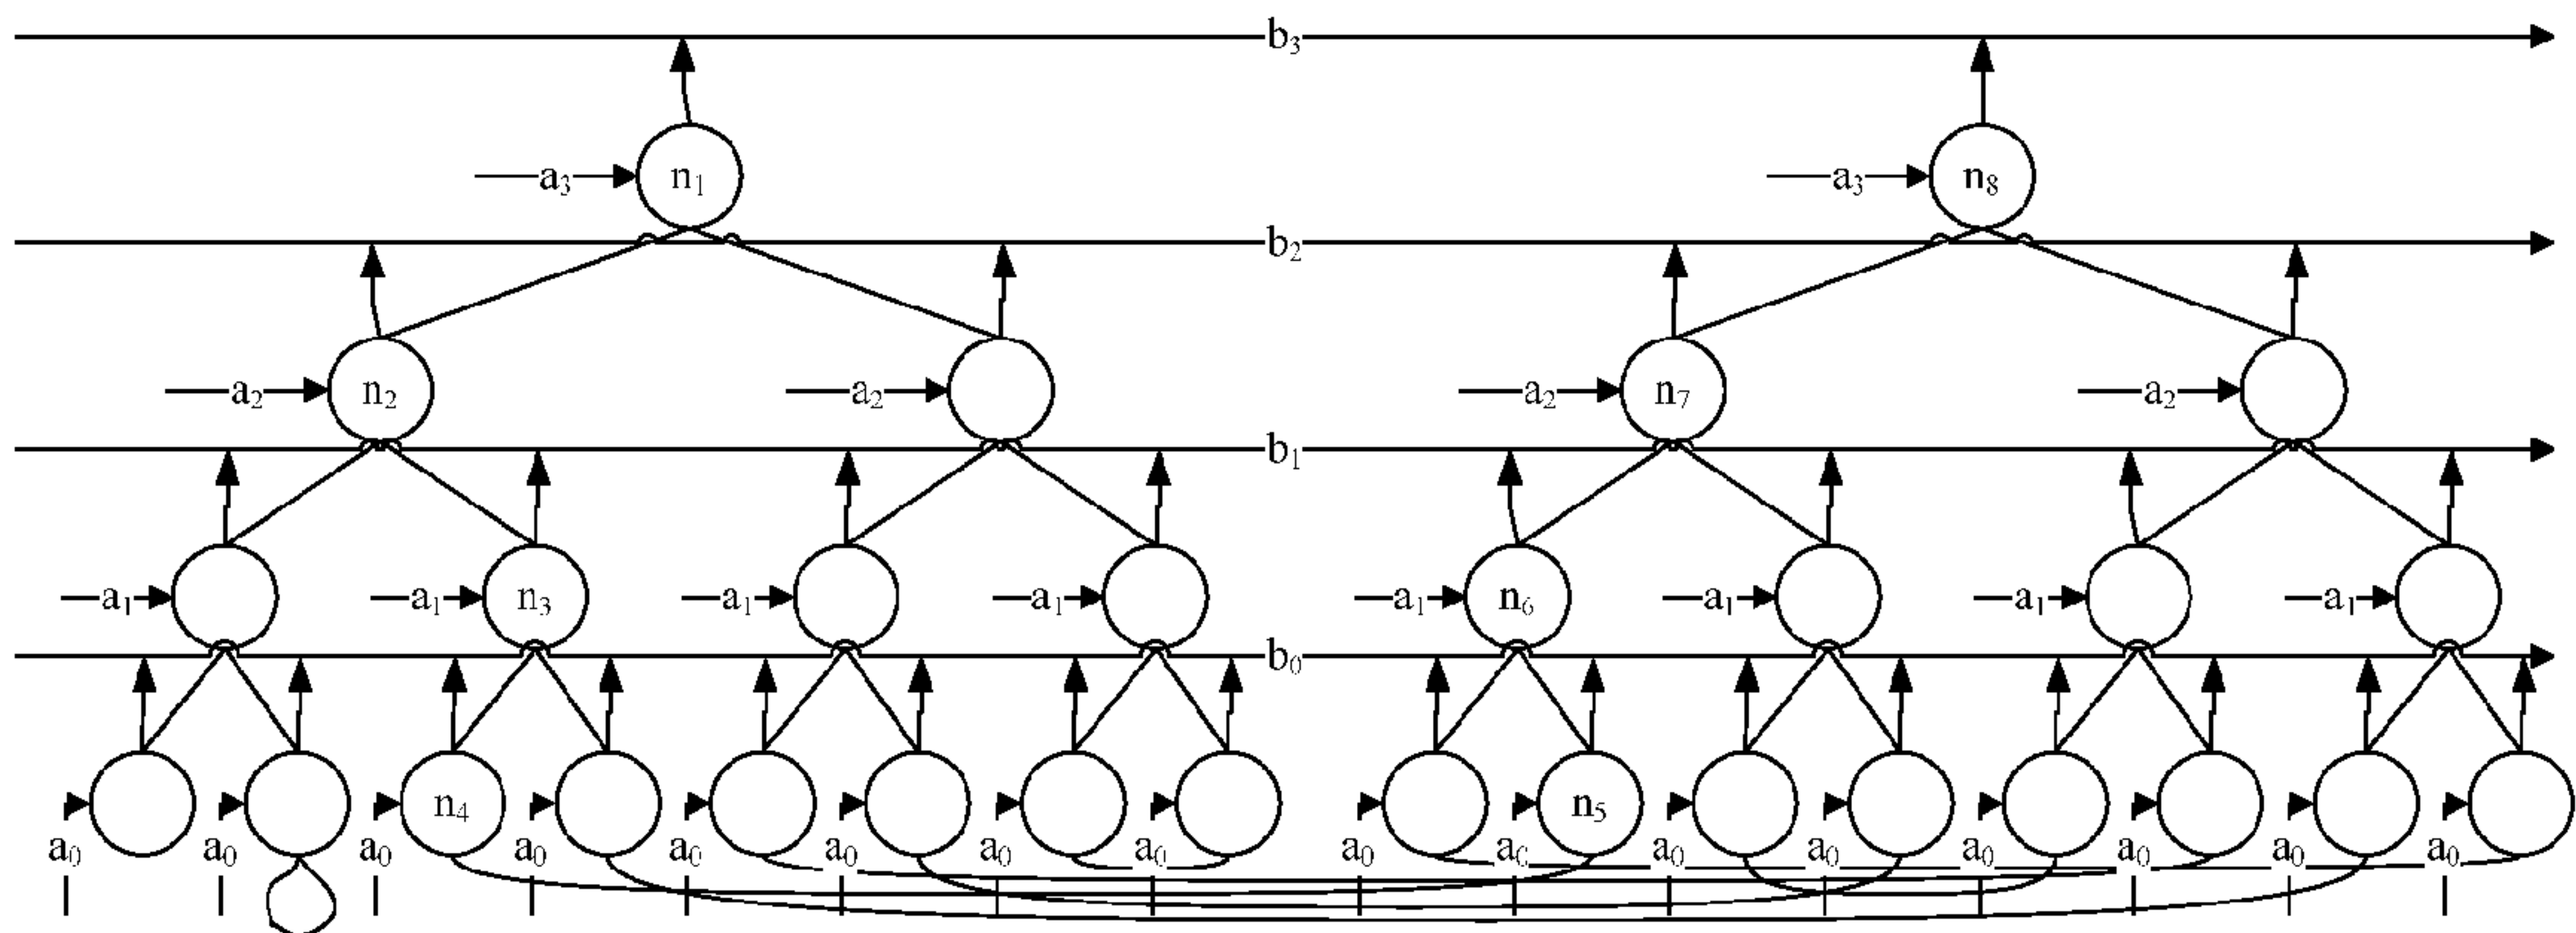 b₃
a₃ n₁ a₃ n₈
b₂
a₂ n₂ a₂ a₂ n₇ a₂
b₁
a₁ a₁ n₃ a₁ a₁ a₁ n₆ a₁ a₁ a₁
b₀
n₄ n₅
a₀ a₀ a₀ a₀ a₀ a₀ a₀ a₀ a₀ a₀ a₀ a₀ a₀ a₀ a₀ a₀